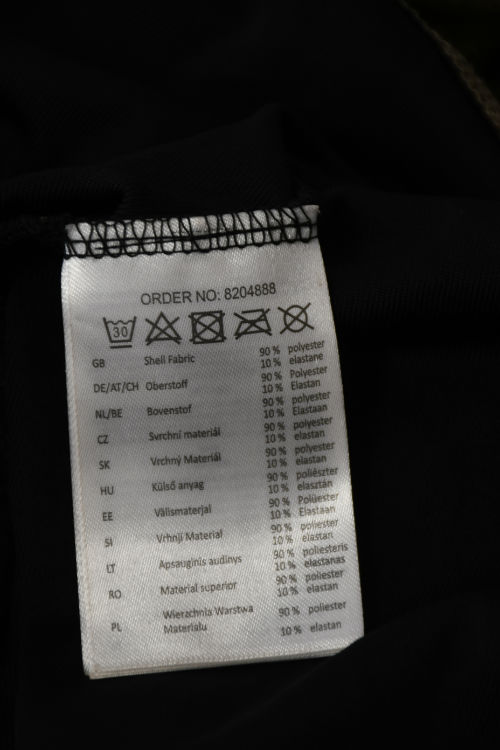 ORDER NO: 8204888
30
GB Shell Fabric 90 % polyester
10 % elastane
DE/AT/CH Oberstoff 90 % Polyester
10 % Elastan
NL/BE Bovenstof 90 % polyester
10 % Elastaan
CZ Svrchní materiál 90 % polyester
10 % elastan
SK Vrchný Materiál 90 % polyester
10 % elastan
HU Külső anyag 90 % poliészter
10 % elasztán
EE Välismaterjal 90 % Polüester
10 % Elastaan
SI Vrhnji Material 90 % poliester
10 % elastan
LT Apsauginis audinys 90 % poliesteris
10 % elastanas
RO Material superior 90 % poliester
10 % elastan
PL Wierzchnia Warstwa 90 % poliester
Materialu 10 % elastan